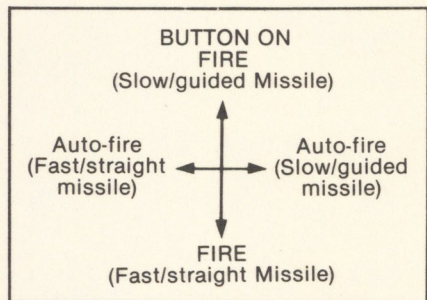 BUTTON ON
FIRE
(Slow/guided Missile)
Auto-fire
(Fast/straight
missile)
Auto-fire
(Slow/guided
missile)
FIRE
(Fast/straight Missile)